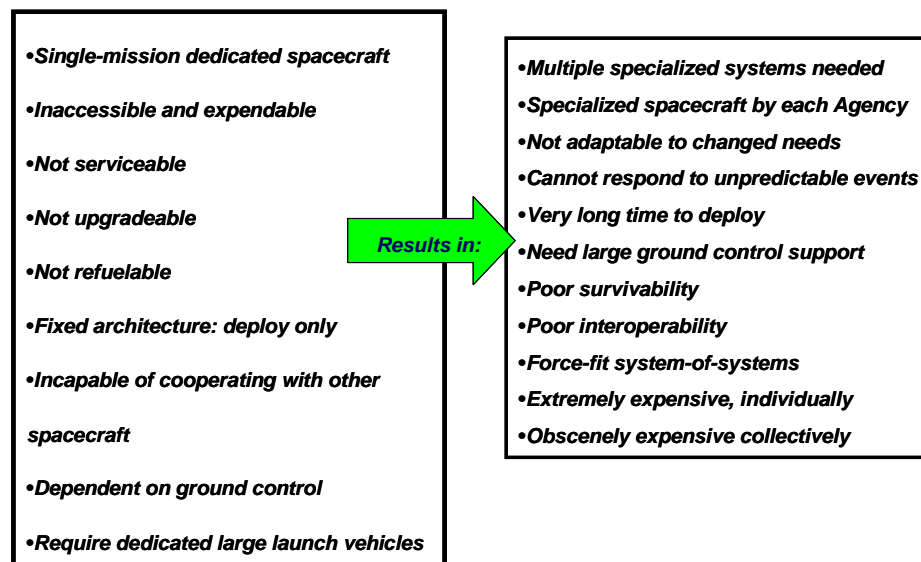 •Single-mission dedicated spacecraft
•Inaccessible and expendable
•Not serviceable
•Not upgradeable
•Not refuelable
•Fixed architecture: deploy only
•Incapable of cooperating with other
spacecraft
•Dependent on ground control
•Require dedicated large launch vehicles
Results in:
•Multiple specialized systems needed
•Specialized spacecraft by each Agency
•Not adaptable to changed needs
•Cannot respond to unpredictable events
•Very long time to deploy
•Need large ground control support
•Poor survivability
•Poor interoperability
•Force-fit system-of-systems
•Extremely expensive, individually
•Obscenely expensive collectively